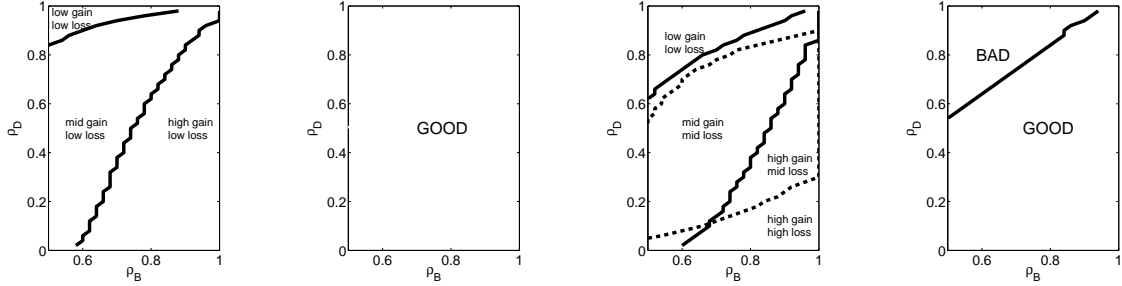 low gain
low loss
mid gain
low loss
high gain
low loss
1
0.8
0.6
0.4
0.2
0
0.6
0.8
1
ρD
ρB
GOOD
1
0.8
0.6
0.4
0.2
0
0.6
0.8
1
ρD
ρB
low gain
low loss
mid gain
mid loss
high gain
mid loss
high gain
high loss
1
0.8
0.6
0.4
0.2
0
0.6
0.8
1
ρD
ρB
BAD
GOOD
1
0.8
0.6
0.4
0.2
0
0.6
0.8
1
ρD
ρB